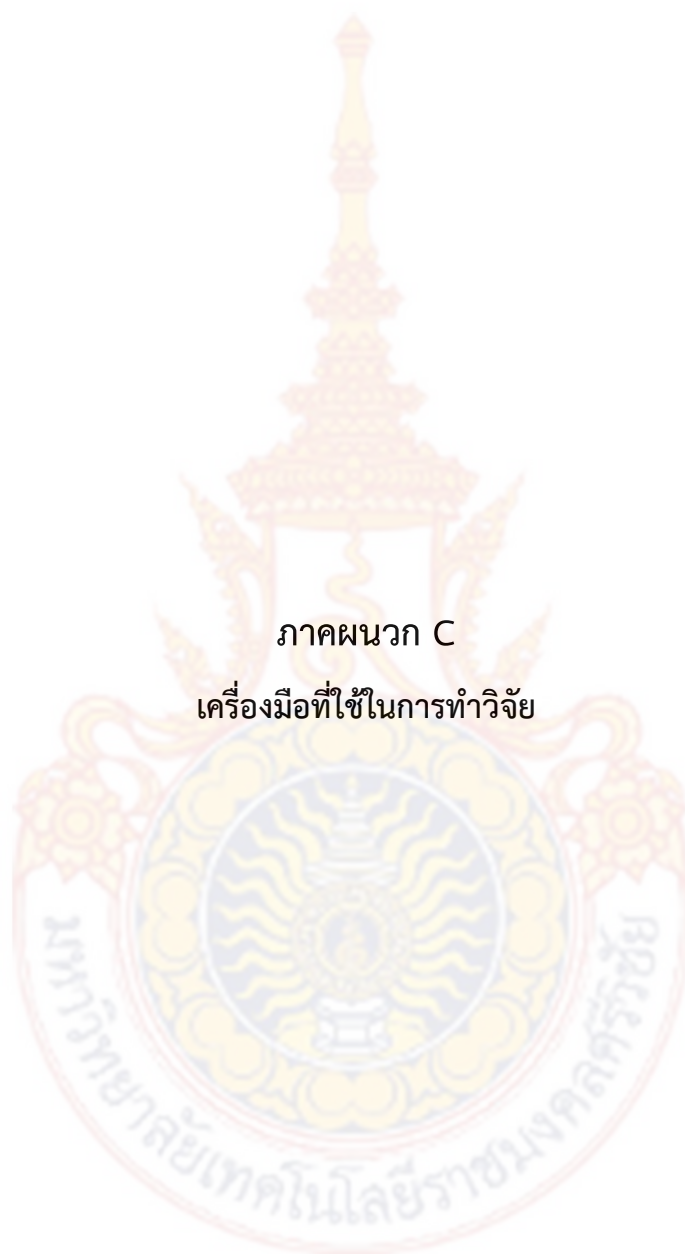 ภาคผนวก C
เครื่องมือที่ใช้ในการทำวิจัย
มหาวิทยาลัยเทคโนโลยีราชมงคลศรีวิชัย